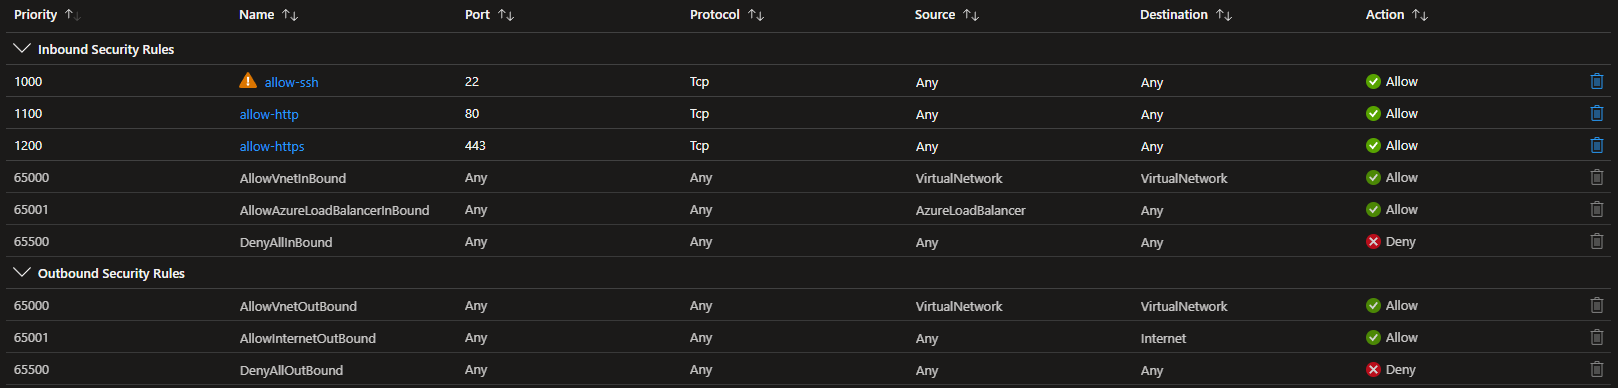 Priority Name Port Protocol Source Destination Action
Inbound Security Rules
1000 allow-ssh 22 Tcp Any Any Allow
1100 allow-http 80 Tcp Any Any Allow
1200 allow-https 443 Tcp Any Any Allow
65000 AllowVnetInBound Any Any VirtualNetwork VirtualNetwork Allow
65001 AllowAzureLoadBalancerInBound Any Any AzureLoadBalancer Any Allow
65500 DenyAllInBound Any Any Any Any Deny
Outbound Security Rules
65000 AllowVnetOutBound Any Any VirtualNetwork VirtualNetwork Allow
65001 AllowInternetOutBound Any Any Any Internet Allow
65500 DenyAllOutBound Any Any Any Any Deny